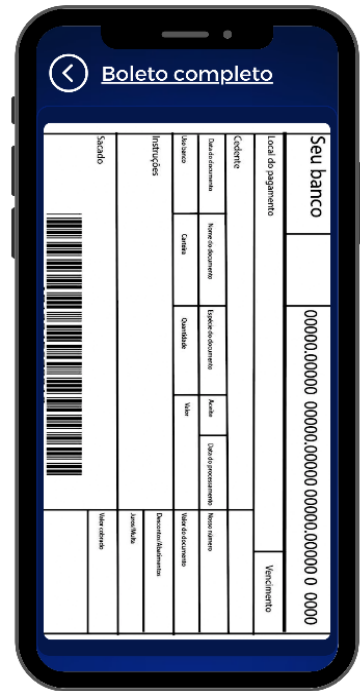 Boleto completo
Seu banco
00000.00000 00000.00000 00000.000000 0 0000
Local do pagamento
Vencimento
Cedente
Data do documento
Nome do documento
Espécie do documento
Aceite
Data do processamento
Nosso número
Uso banco
Carteira
Quantidade
Valor
Valor do documento
Instruções
Descontos/Abatimentos
Juros/Multa
Sacado
Valor cobrado